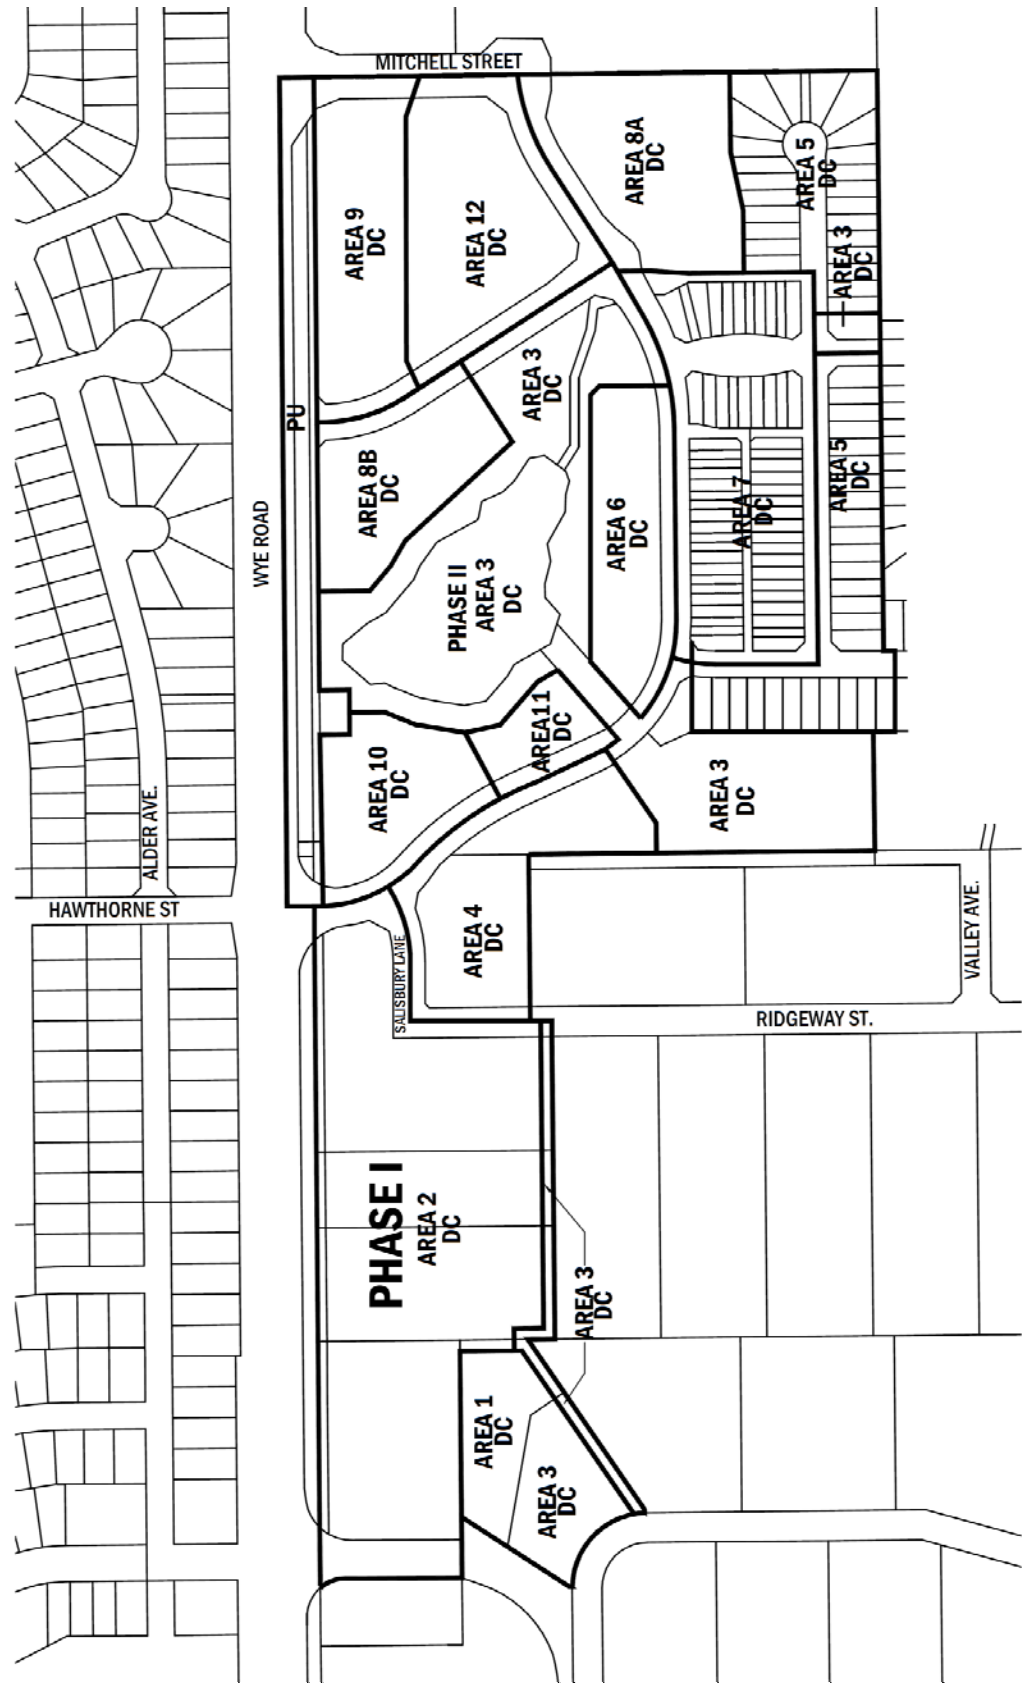 MITCHELL STREET
AREA 8A
DC
AREA 5
DC
AREA 9
DC
AREA 12
DC
AREA 3
DC
AREA 3
DC
PU
AREA 8B
DC
AREA 5
DC
AREA 7
DC
AREA 6
DC
WYE ROAD
PHASE II
AREA 3
DC
AREA11
DC
AREA 10
DC
AREA 3
DC
ALDER AVE.
HAWTHORNE ST
AREA 4
DC
VALLEY AVE.
SALISBURY LANE
RIDGEWAY ST.
PHASE I
AREA 2
DC
AREA 3
DC
AREA 1
DC
AREA 3
DC